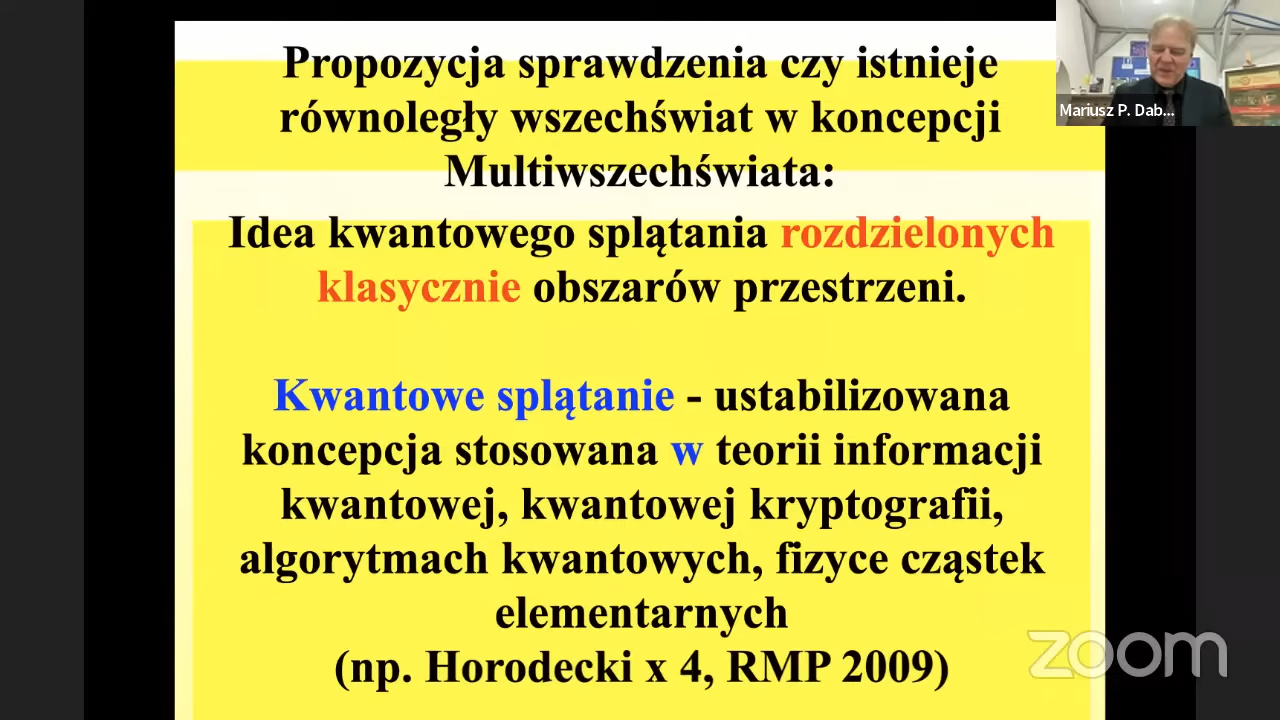 Propozycja sprawdzenia czy istnieje
równoległy wszechświat w koncepcji
Multiwszechświata:
Idea kwantowego splątania rozdzielonych
klasycznie obszarów przestrzeni.
Kwantowe splątanie - ustabilizowana
koncepcja stosowana w teorii informacji
kwantowej, kwantowej kryptografii,
algorytmach kwantowych, fizyce cząstek
elementarnych
(np. Horodecki x 4, RMP 2009)
Mariusz P. Dab...
zoom